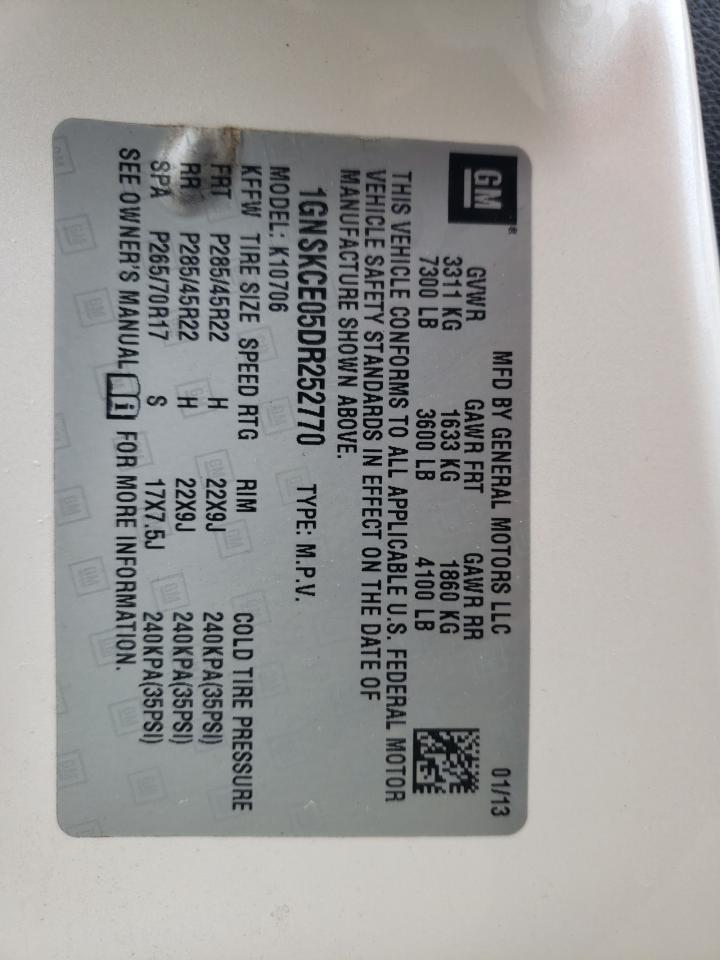 GM®
MFD BY GENERAL MOTORS LLC 01/13
GVWR GAWR FRT GAWR RR
3311 KG 1633 KG 1860 KG
7300 LB 3600 LB 4100 LB
THIS VEHICLE CONFORMS TO ALL APPLICABLE U.S. FEDERAL MOTOR
VEHICLE SAFETY STANDARDS IN EFFECT ON THE DATE OF
MANUFACTURE SHOWN ABOVE.
1GNSKCE05DR252770 TYPE: M.P.V.
MODEL: K10706
KFFW TIRE SIZE SPEED RTG RIM COLD TIRE PRESSURE
FRT P285/45R22 H 22X9J 240KPA(35PSI)
RR P285/45R22 H 22X9J 240KPA(35PSI)
SPA P265/70R17 S 17X7.5J 240KPA(35PSI)
SEE OWNER'S MANUAL i FOR MORE INFORMATION.